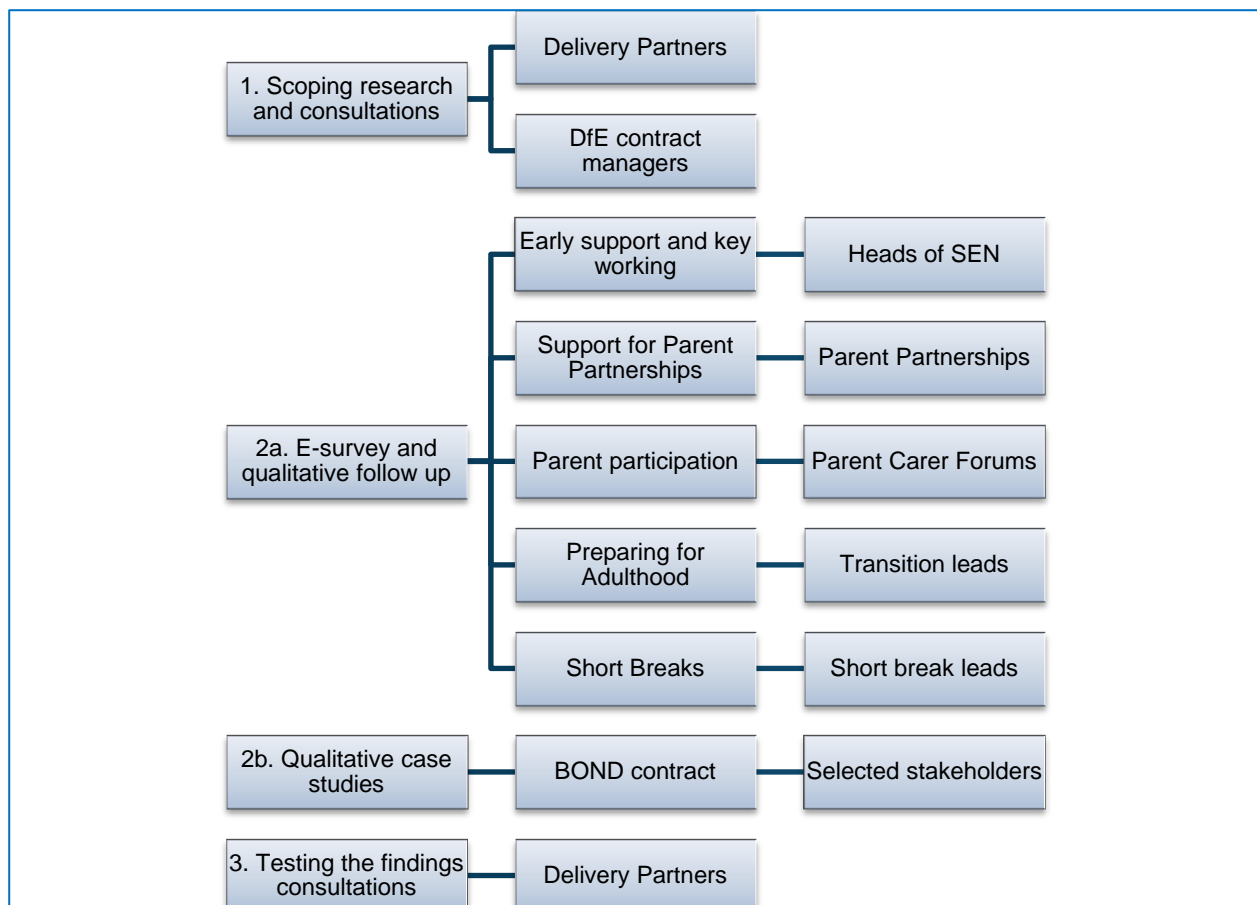 Delivery Partners
1. Scoping research
and consultations
DfE contract
managers
Early support and key
working
Heads of SEN
Support for Parent
Partnerships
Parent Partnerships
2a. E-survey and
qualitative follow up
Parent participation
Parent Carer Forums
Preparing for
Adulthood
Transition leads
Short Breaks
Short break leads
2b. Qualitative case
studies
BOND contract
Selected stakeholders
3. Testing the findings
consultations
Delivery Partners